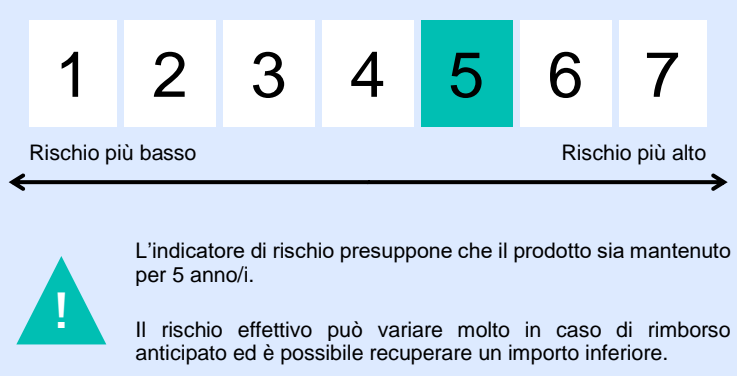 1 2 3 4 5 6 7
Rischio più basso Rischio più alto
L'indicatore di rischio presuppone che il prodotto sia mantenuto
per 5 anno/i.
!
Il rischio effettivo può variare molto in caso di rimborso
anticipato ed è possibile recuperare un importo inferiore.